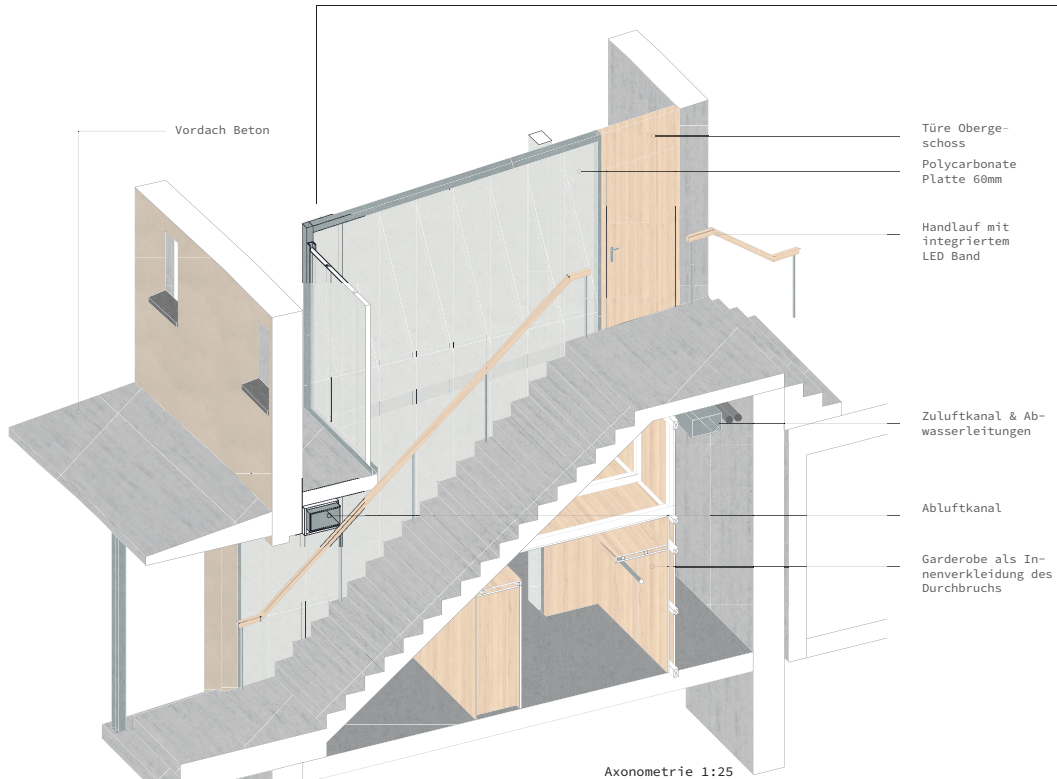 Vordach Beton
Türe Oberge-
schoss
Polycarbonate
Platte 60mm
Handlauf mit
integriertem
LED Band
Zuluftkanal & Ab-
wasserleitungen
Abluftkanal
Garderobe als In-
nenverkleidung des
Durchbruchs
Axonometrie 1:25